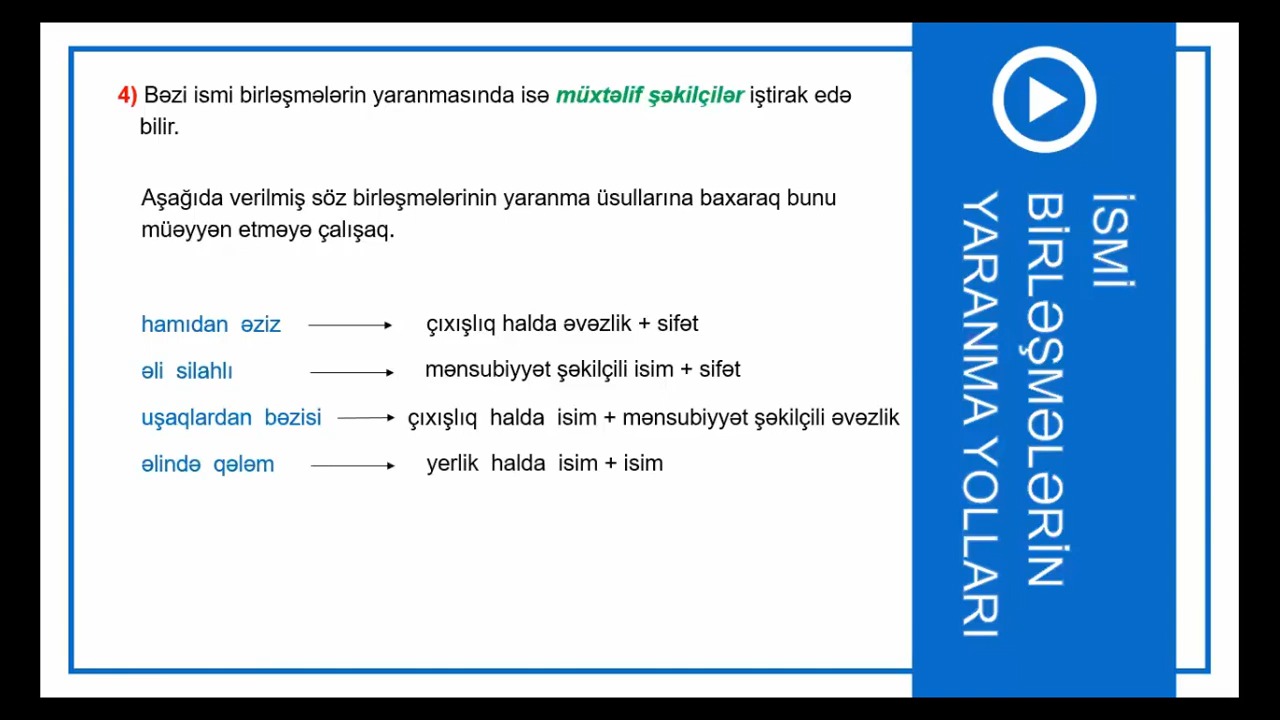 4) Bəzi ismi birləşmələrin yaranmasında isə müxtəlif şəkilçilər iştirak edə
bilir.
Aşağıda verilmiş söz birləşmələrinin yaranma üsullarına baxaraq bunu
müəyyən etməyə çalışaq.
hamıdan əziz çıxışlıq halda əvəzlik + sifət
əli silahlı mənsubiyyət şəkilçili isim + sifət
uşaqlardan bəzisi çıxışlıq halda isim + mənsubiyyət şəkilçili əvəzlik
əlində qələm yerlik halda isim + isim
İSMİ
BİRLƏŞMƏLƏRİN
YARANMA YOLLARI